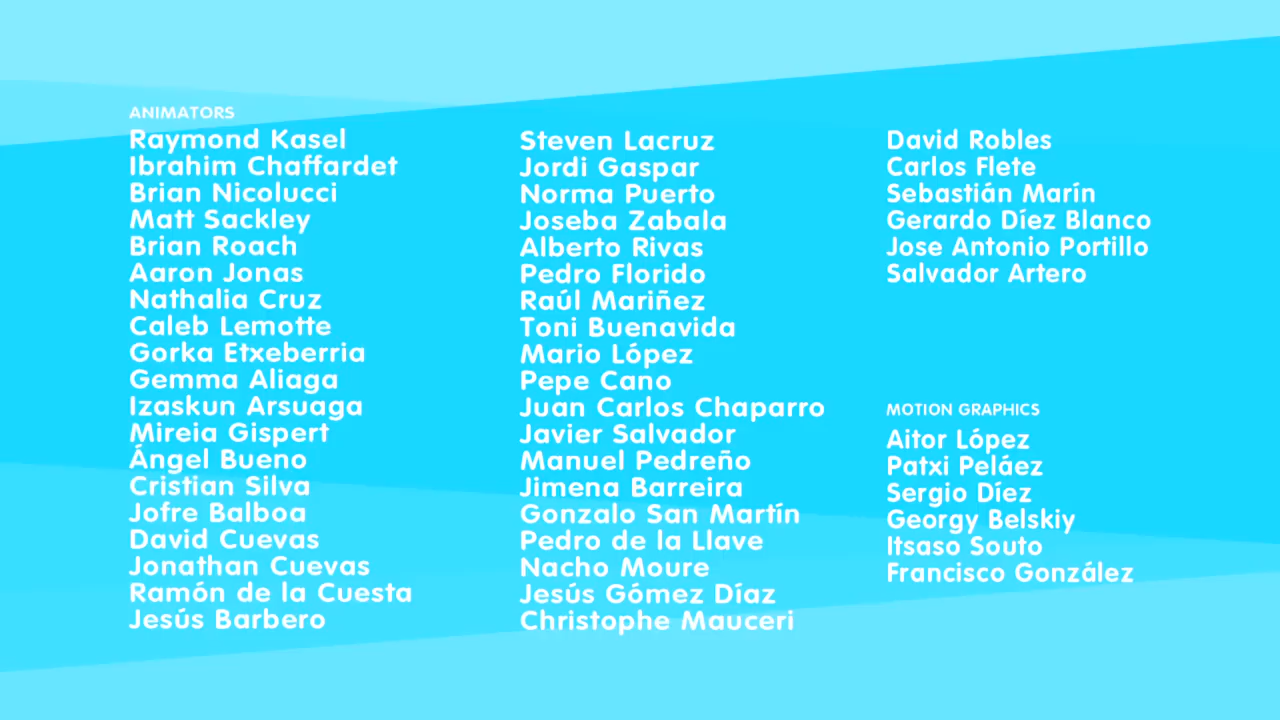 ANIMATORS
Raymond Kasel
Ibrahim Chaffardet
Brian Nicolucci
Matt Sackley
Brian Roach
Aaron Jonas
Nathalia Cruz
Caleb Lemotte
Gorka Etxeberria
Gemma Aliaga
Izaskun Arsuaga
Mireia Gispert
Ángel Bueno
Cristian Silva
Jofre Balboa
David Cuevas
Jonathan Cuevas
Ramón de la Cuesta
Jesús Barbero
Steven Lacruz
Jordi Gaspar
Norma Puerto
Joseba Zabala
Alberto Rivas
Pedro Florido
Raúl Mariñez
Toni Buenavida
Mario López
Pepe Cano
Juan Carlos Chaparro
Javier Salvador
Manuel Pedreño
Jimena Barreira
Gonzalo San Martín
Pedro de la Llave
Nacho Moure
Jesús Gómez Díaz
Christophe Mauceri
David Robles
Carlos Flete
Sebastián Marín
Gerardo Díez Blanco
Jose Antonio Portillo
Salvador Artero
MOTION GRAPHICS
Aitor López
Patxi Peláez
Sergio Díez
Georgy Belskiy
Itsaso Souto
Francisco González